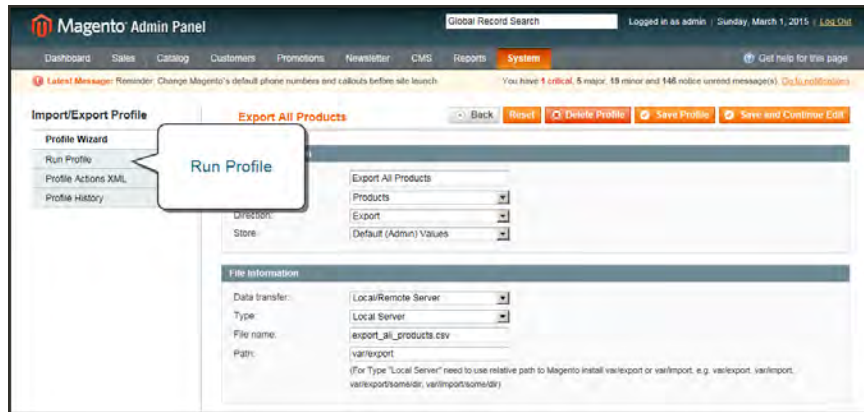 Magento Admin Panel
Global Record Search
Logged in as admin | Sunday, March 1, 2015 | Log Out
Dashboard Sales Catalog Customers Promotions Newsletter CMS Reports System
Get help for this page
Latest Message: Reminder: Change Magento's default phone numbers and callouts before site launch
You have 1 critical, 5 major, 19 minor and 146 notice unread message(s). Go to notifications
Import/Export Profile
Export All Products
Back Reset Delete Profile Save Profile Save and Continue Edit
Profile Wizard
Run Profile
Profile Actions XML
Profile History
Run Profile
Export All Products
Products
Direction: Export
Store Default (Admin) Values
File Information
Data transfer: Local/Remote Server
Type: Local Server
File name: export_all_products.csv
Path: var/export
(For Type "Local Server" need to use relative path to Magento install var/export or var/import, e.g. var/export, var/import,
var/export/some/dir, var/import/some/dir)